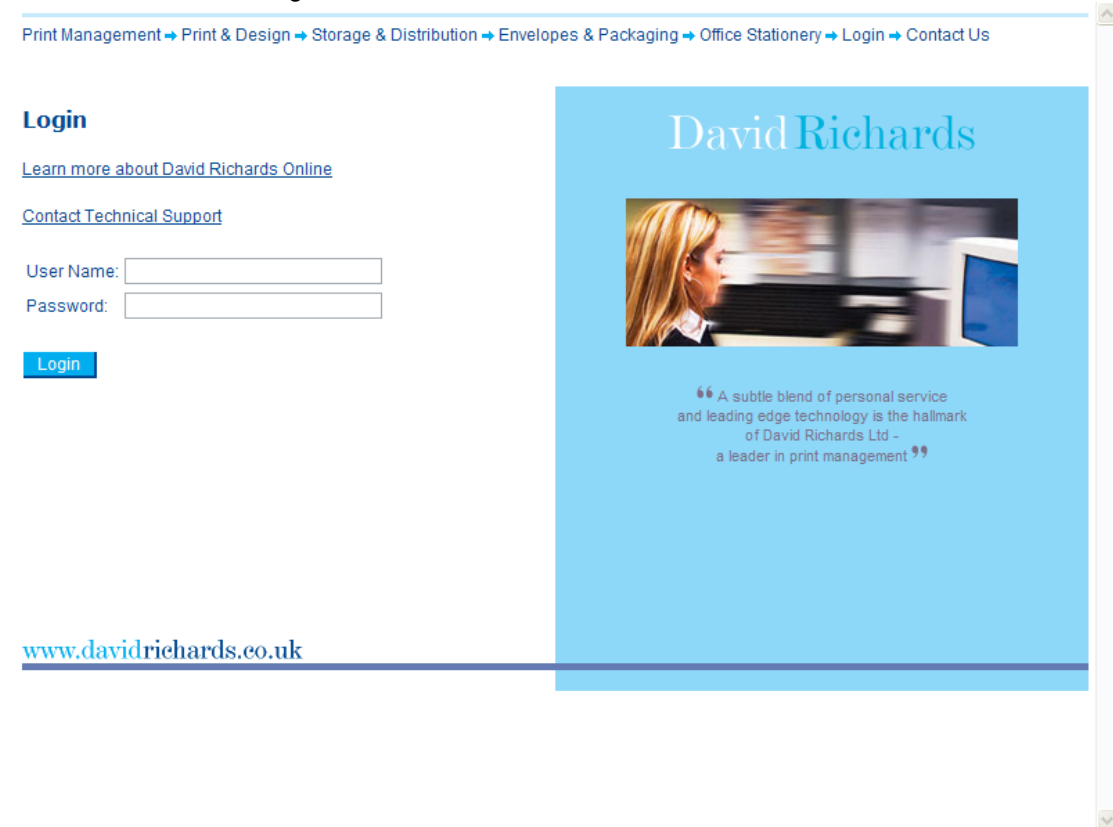 Print Management ➔ Print & Design ➔ Storage & Distribution ➔ Envelopes & Packaging ➔ Office Stationery ➔ Login ➔ Contact Us
Login
Learn more about David Richards Online
Contact Technical Support
User Name:
Password:
Login
David Richards
“ A subtle blend of personal service
and leading edge technology is the hallmark
of David Richards Ltd -
a leader in print management ”
www.davidrichards.co.uk